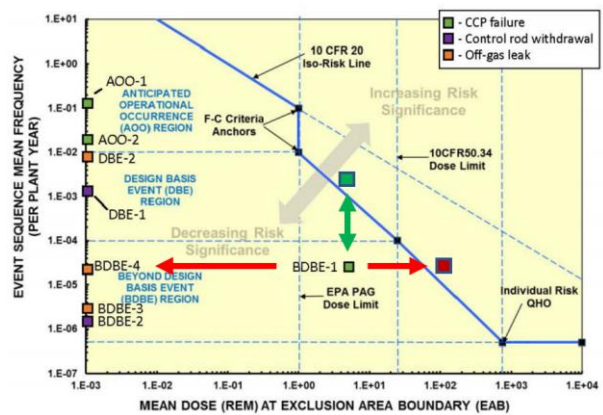 - CCP failure
- Control rod withdrawal
- Off-gas leak
1.E+01
1.E+00
1.E-01
1.E-02
1.E-03
1.E-04
1.E-05
1.E-06
1.E-07
EVENT SEQUENCE MEAN FREQUENCY
(PER PLANT YEAR)
AOO-1
ANTICIPATED
OPERATIONAL
OCCURRENCE
(AOO) REGION
AOO-2
DBE-2
DESIGN BASIS
EVENT (DBE)
REGION
DBE-1
BDBE-4
BEYOND DESIGN
BASIS EVENT
(BDBE) REGION
BDBE-3
BDBE-2
10 CFR 20
Iso-Risk Line
F-C Criteria
Anchors
Increasing Risk
Significance
10CFR50.34
Dose Limit
Decreasing Risk
Significance
BDBE-1
EPA PAG
Dose Limit
Individual Risk
QHO
1.E-03
1.E-02
1.E-01
1.E+00
1.E+01
1.E+02
1.E+03
1.E+04
MEAN DOSE (REM) AT EXCLUSION AREA BOUNDARY (EAB)